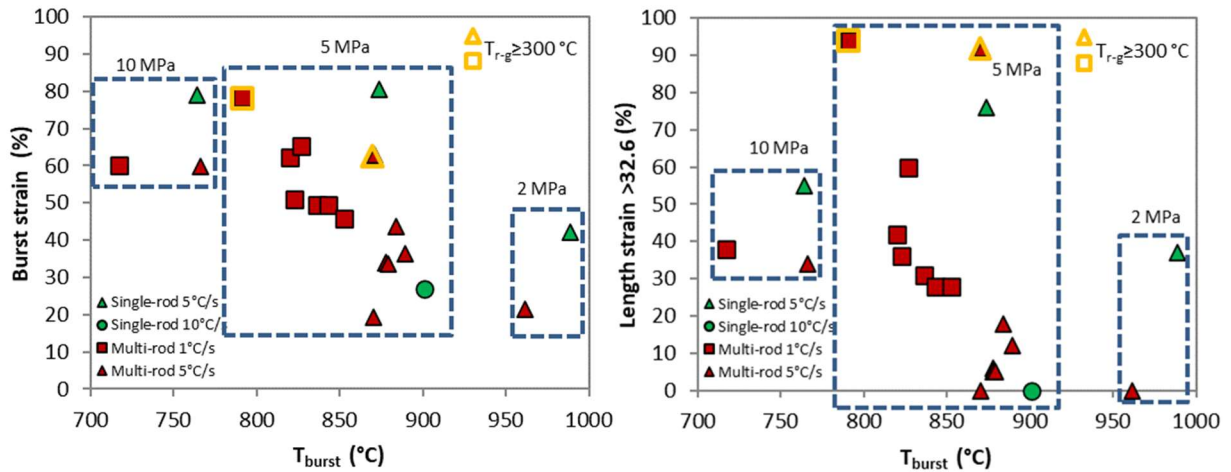 100
90
80
70
60
50
40
30
20
10
0
Burst strain (%)
10 MPa
5 MPa
2 MPa
T_r-g≥300 °C
Single-rod 5°C/s
Single-rod 10°C/s
Multi-rod 1°C/s
Multi-rod 5°C/s
700 750 800 850 900 950 1000
T_burst (°C)
100
90
80
70
60
50
40
30
20
10
0
Length strain >32.6 (%)
10 MPa
5 MPa
2 MPa
T_r-g≥300 °C
Single-rod 5°C/s
Single-rod 10°C/s
Multi-rod 1°C/s
Multi-rod 5°C/s
700 750 800 850 900 950 1000
T_burst (°C)